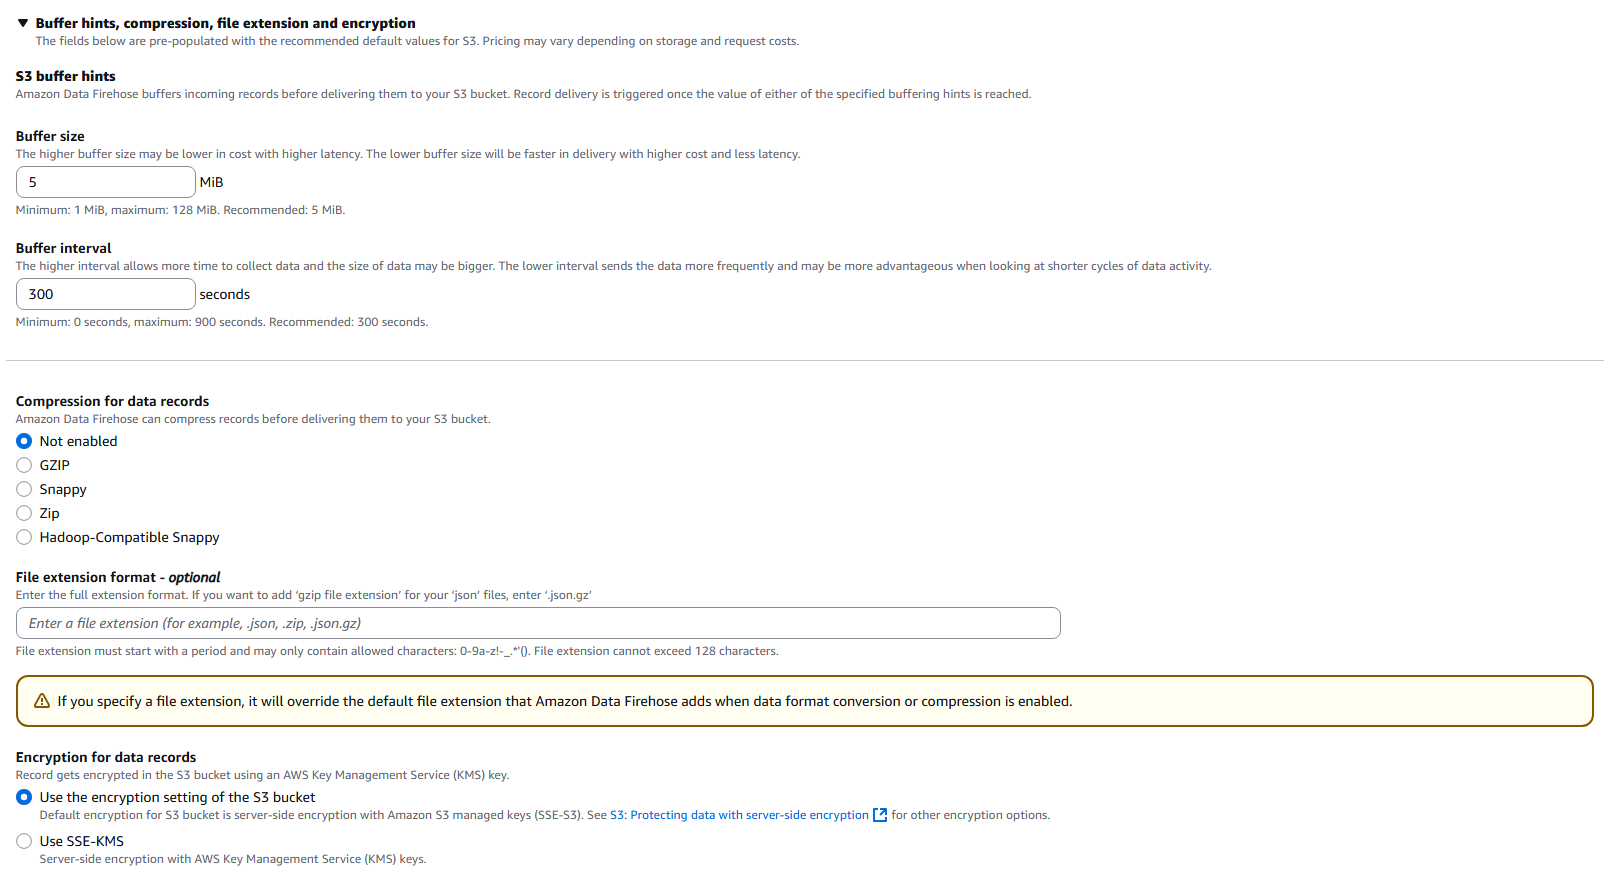 Buffer hints, compression, file extension and encryption
The fields below are pre-populated with the recommended default values for S3. Pricing may vary depending on storage and request costs.
S3 buffer hints
Amazon Data Firehose buffers incoming records before delivering them to your S3 bucket. Record delivery is triggered once the value of either of the specified buffering hints is reached.
Buffer size
The higher buffer size may be lower in cost with higher latency. The lower buffer size will be faster in delivery with higher cost and less latency.
5 MiB
Minimum: 1 MiB, maximum: 128 MiB. Recommended: 5 MiB.
Buffer interval
The higher interval allows more time to collect data and the size of data may be bigger. The lower interval sends the data more frequently and may be more advantageous when looking at shorter cycles of data activity.
300 seconds
Minimum: 0 seconds, maximum: 900 seconds. Recommended: 300 seconds.
Compression for data records
Amazon Data Firehose can compress records before delivering them to your S3 bucket.
Not enabled
GZIP
Snappy
Zip
Hadoop-Compatible Snappy
File extension format - optional
Enter the full extension format. If you want to add ‘gzip file extension’ for your ‘json’ files, enter ‘.json.gz’
Enter a file extension (for example, .json, .zip, .json.gz)
File extension must start with a period and may only contain allowed characters: 0-9a-z!-_.*'(). File extension cannot exceed 128 characters.
If you specify a file extension, it will override the default file extension that Amazon Data Firehose adds when data format conversion or compression is enabled.
Encryption for data records
Record gets encrypted in the S3 bucket using an AWS Key Management Service (KMS) key.
Use the encryption setting of the S3 bucket
Default encryption for S3 bucket is server-side encryption with Amazon S3 managed keys (SSE-S3). See S3: Protecting data with server-side encryption for other encryption options.
Use SSE-KMS
Server-side encryption with AWS Key Management Service (KMS) keys.